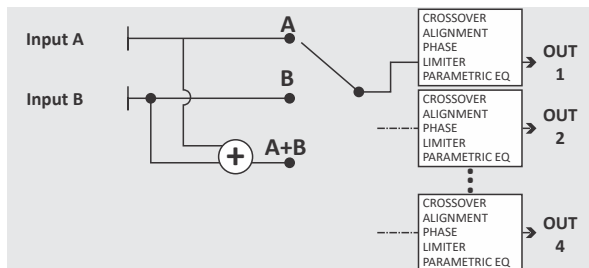 Input A
A
CROSSOVER
ALIGNMENT
PHASE
LIMITER
PARAMETRIC EQ
OUT
1
Input B
B
A+B
+
CROSSOVER
ALIGNMENT
PHASE
LIMITER
PARAMETRIC EQ
OUT
2
CROSSOVER
ALIGNMENT
PHASE
LIMITER
PARAMETRIC EQ
OUT
4